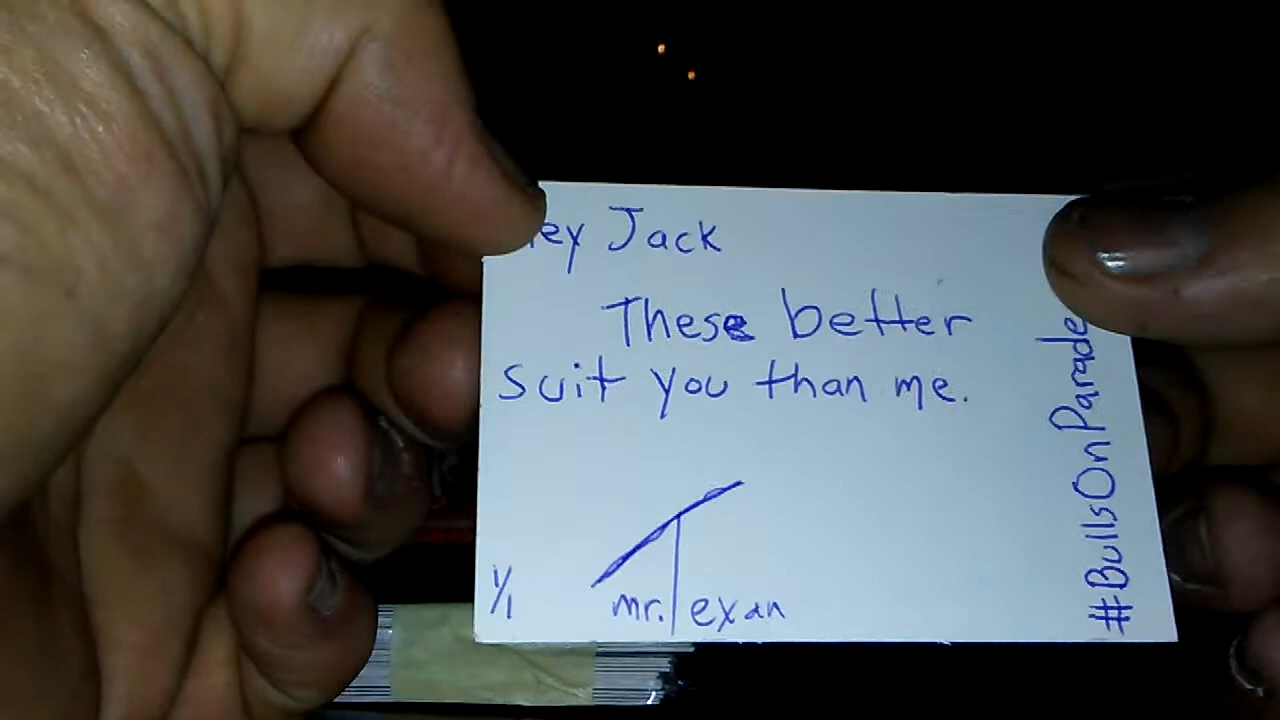 ey Jack
These better
suit you than me.
1/1
mr. Texan
#BullsOnParade